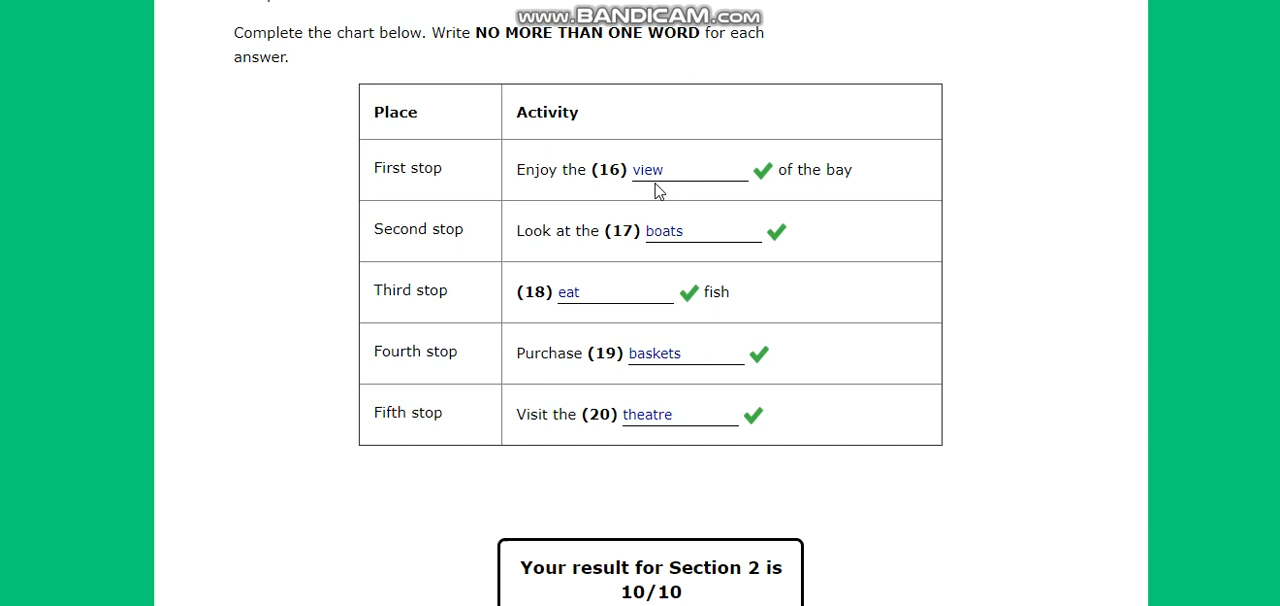 www.BANDICAM.com
Complete the chart below. Write NO MORE THAN ONE WORD for each
answer.
Place Activity
First stop Enjoy the (16) view of the bay
Second stop Look at the (17) boats
Third stop (18) eat fish
Fourth stop Purchase (19) baskets
Fifth stop Visit the (20) theatre
Your result for Section 2 is
10/10